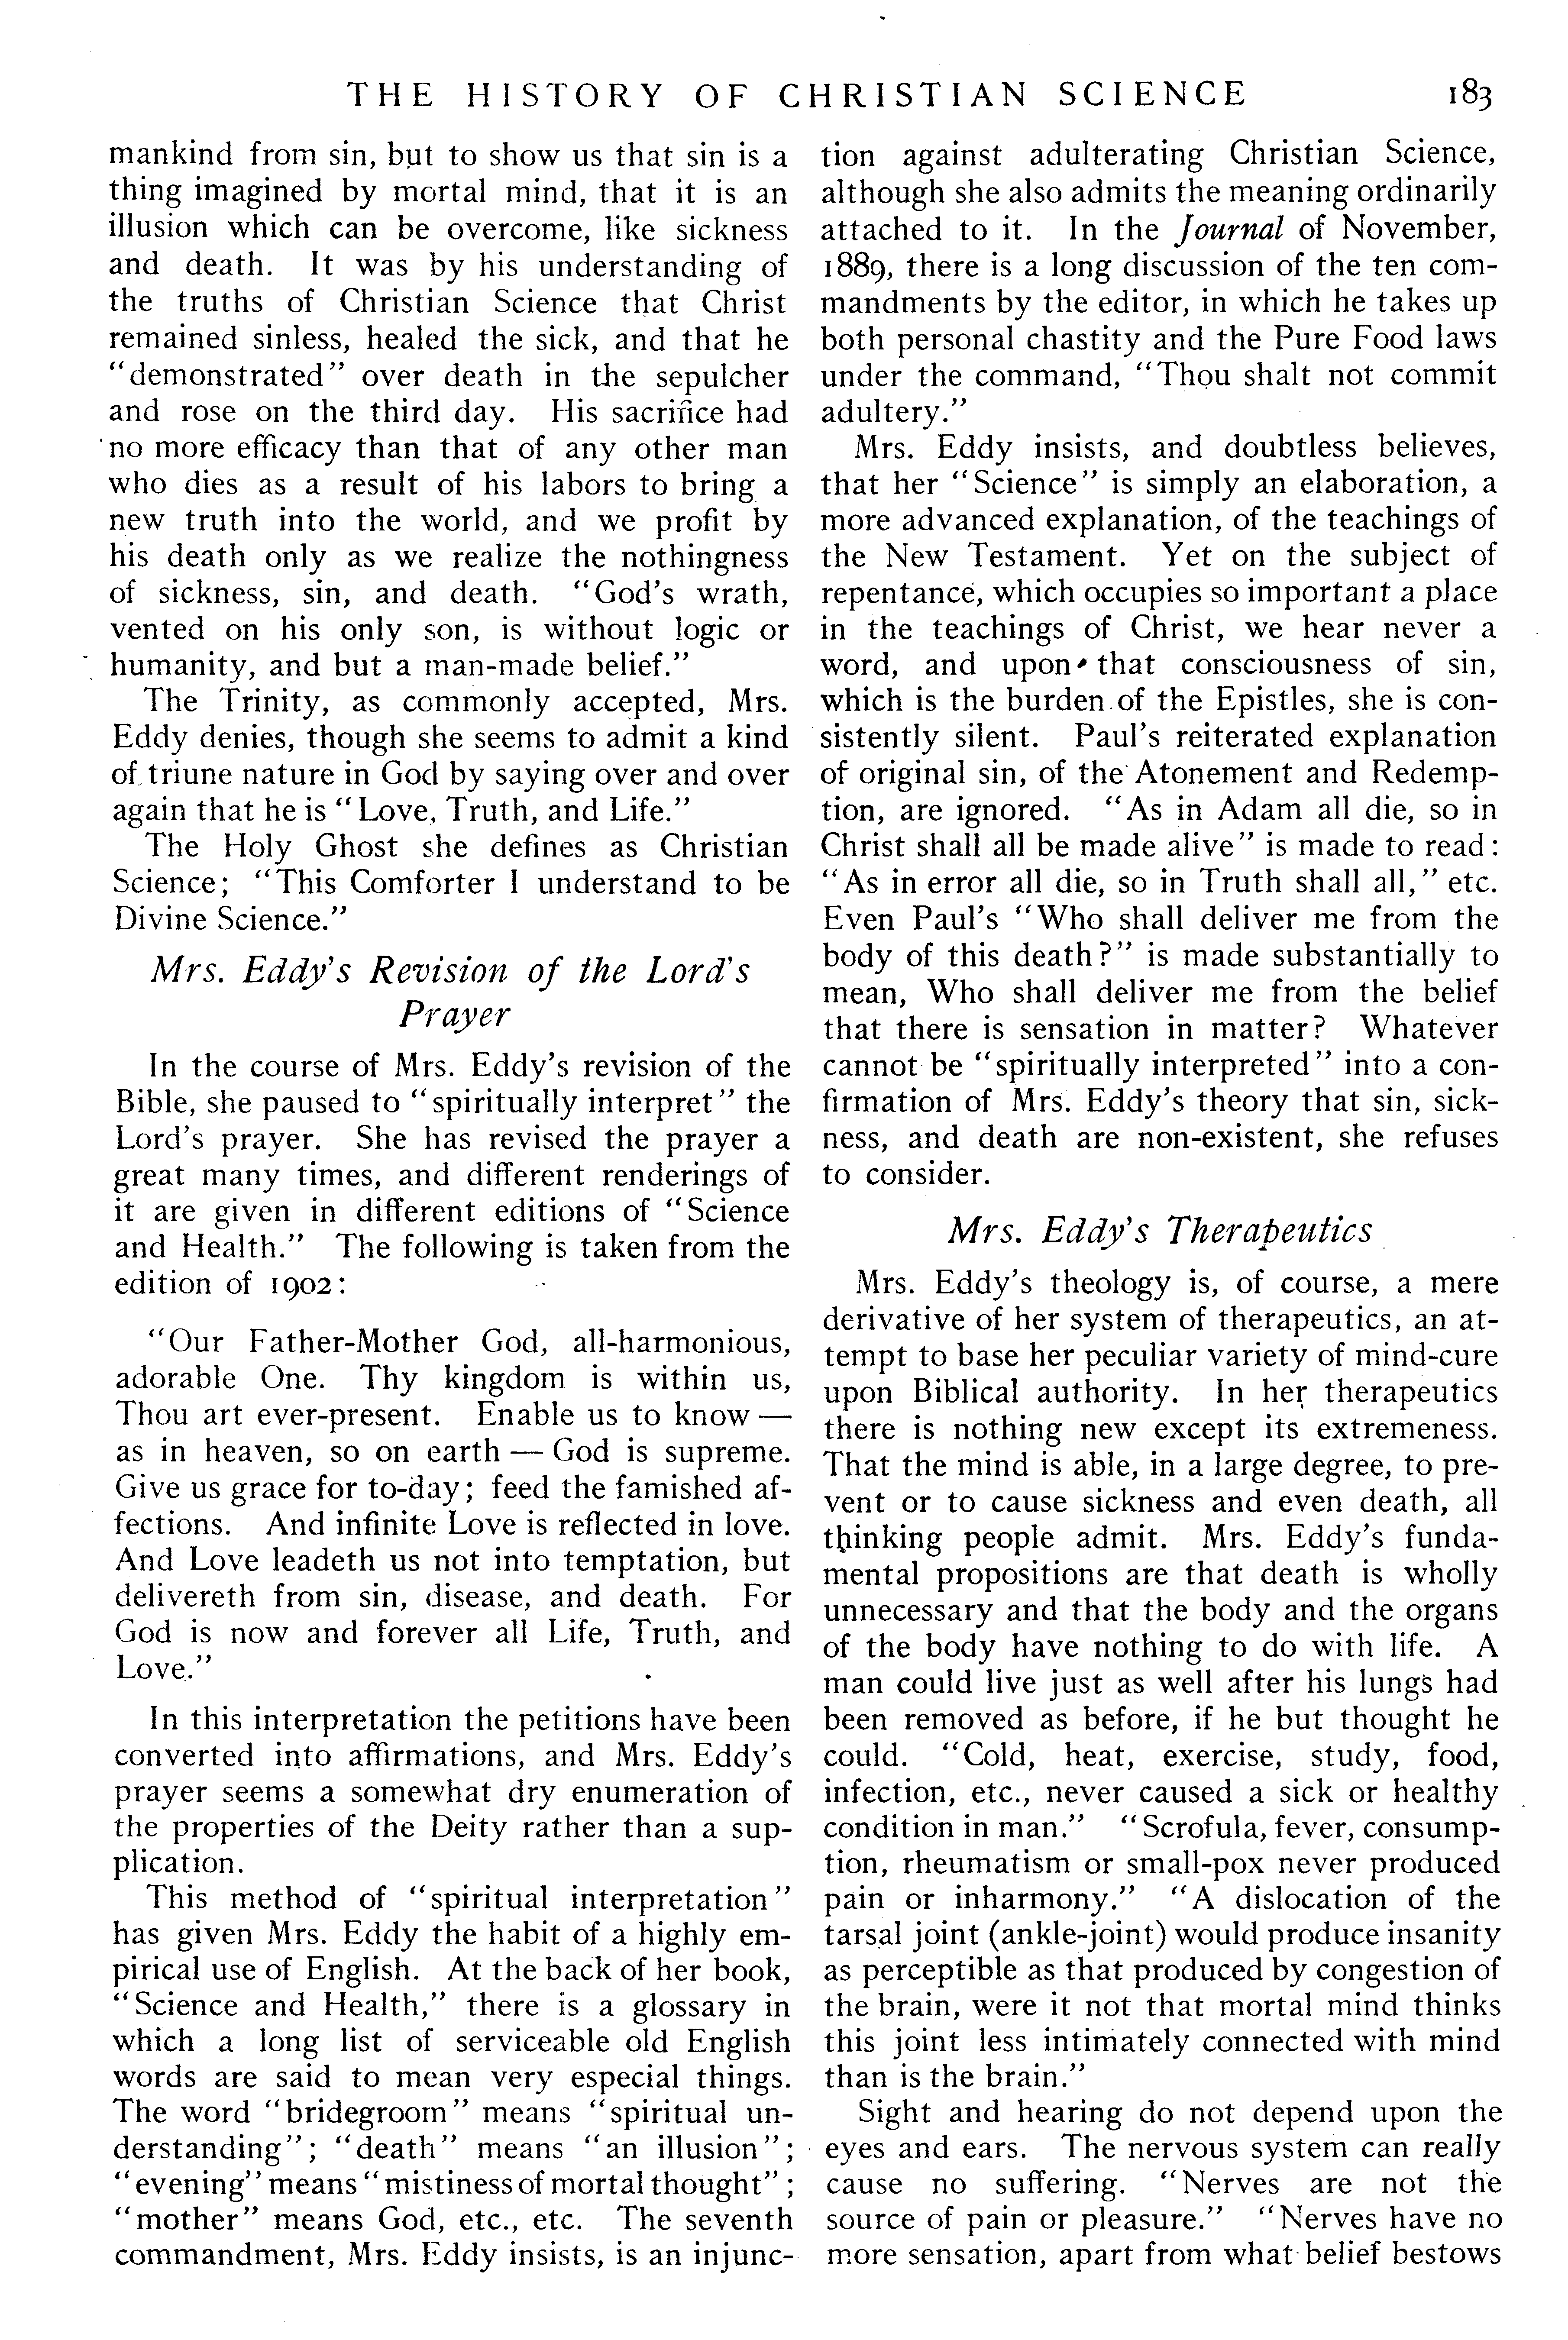 THE HISTORY OF CHRISTIAN SCIENCE 183
mankind from sin, but to show us that sin is a
thing imagined by mortal mind, that it is an
illusion which can be overcome, like sickness
and death. It was by his understanding of
the truths of Christian Science that Christ
remained sinless, healed the sick, and that he
"demonstrated" over death in the sepulcher
and rose on the third day. His sacrifice had
no more efficacy than that of any other man
who dies as a result of his labors to bring a
new truth into the world, and we profit by
his death only as we realize the nothingness
of sickness, sin, and death. "God's wrath,
vented on his only son, is without logic or
humanity, and but a man-made belief."
The Trinity, as commonly accepted, Mrs.
Eddy denies, though she seems to admit a kind
of triune nature in God by saying over and over
again that he is "Love, Truth, and Life."
The Holy Ghost she defines as Christian
Science; "This Comforter I understand to be
Divine Science."
Mrs. Eddy's Revision of the Lord's
Prayer
In the course of Mrs. Eddy's revision of the
Bible, she paused to "spiritually interpret" the
Lord's prayer. She has revised the prayer a
great many times, and different renderings of
it are given in different editions of "Science
and Health." The following is taken from the
edition of 1902:
"Our Father-Mother God, all-harmonious,
adorable One. Thy kingdom is within us,
Thou art ever-present. Enable us to know —
as in heaven, so on earth — God is supreme.
Give us grace for to-day; feed the famished af-
fections. And infinite Love is reflected in love.
And Love leadeth us not into temptation, but
delivereth from sin, disease, and death. For
God is now and forever all Life, Truth, and
Love."
In this interpretation the petitions have been
converted into affirmations, and Mrs. Eddy's
prayer seems a somewhat dry enumeration of
the properties of the Deity rather than a sup-
plication.
This method of "spiritual interpretation"
has given Mrs. Eddy the habit of a highly em-
pirical use of English. At the back of her book,
"Science and Health," there is a glossary in
which a long list of serviceable old English
words are said to mean very especial things.
The word "bridegroom" means "spiritual un-
derstanding"; "death" means "an illusion";
"evening" means "mistiness of mortal thought";
"mother" means God, etc., etc. The seventh
commandment, Mrs. Eddy insists, is an injunc-
tion against adulterating Christian Science,
although she also admits the meaning ordinarily
attached to it. In the Journal of November,
1889, there is a long discussion of the ten com-
mandments by the editor, in which he takes up
both personal chastity and the Pure Food laws
under the command, "Thou shalt not commit
adultery."
Mrs. Eddy insists, and doubtless believes,
that her "Science" is simply an elaboration, a
more advanced explanation, of the teachings of
the New Testament. Yet on the subject of
repentance, which occupies so important a place
in the teachings of Christ, we hear never a
word, and upon that consciousness of sin,
which is the burden of the Epistles, she is con-
sistently silent. Paul's reiterated explanation
of original sin, of the Atonement and Redemp-
tion, are ignored. "As in Adam all die, so in
Christ shall all be made alive" is made to read:
"As in error all die, so in Truth shall all," etc.
Even Paul's "Who shall deliver me from the
body of this death?" is made substantially to
mean, Who shall deliver me from the belief
that there is sensation in matter? Whatever
cannot be "spiritually interpreted" into a con-
firmation of Mrs. Eddy's theory that sin, sick-
ness, and death are non-existent, she refuses
to consider.
Mrs. Eddy's Therapeutics
Mrs. Eddy's theology is, of course, a mere
derivative of her system of therapeutics, an at-
tempt to base her peculiar variety of mind-cure
upon Biblical authority. In her therapeutics
there is nothing new except its extremeness.
That the mind is able, in a large degree, to pre-
vent or to cause sickness and even death, all
thinking people admit. Mrs. Eddy's funda-
mental propositions are that death is wholly
unnecessary and that the body and the organs
of the body have nothing to do with life. A
man could live just as well after his lungs had
been removed as before, if he but thought he
could. "Cold, heat, exercise, study, food,
infection, etc., never caused a sick or healthy
condition in man." "Scrofula, fever, consump-
tion, rheumatism or small-pox never produced
pain or inharmony." "A dislocation of the
tarsal joint (ankle-joint) would produce insanity
as perceptible as that produced by congestion of
the brain, were it not that mortal mind thinks
this joint less intimately connected with mind
than is the brain."
Sight and hearing do not depend upon the
eyes and ears. The nervous system can really
cause no suffering. "Nerves are not the
source of pain or pleasure." "Nerves have no
more sensation, apart from what belief bestows